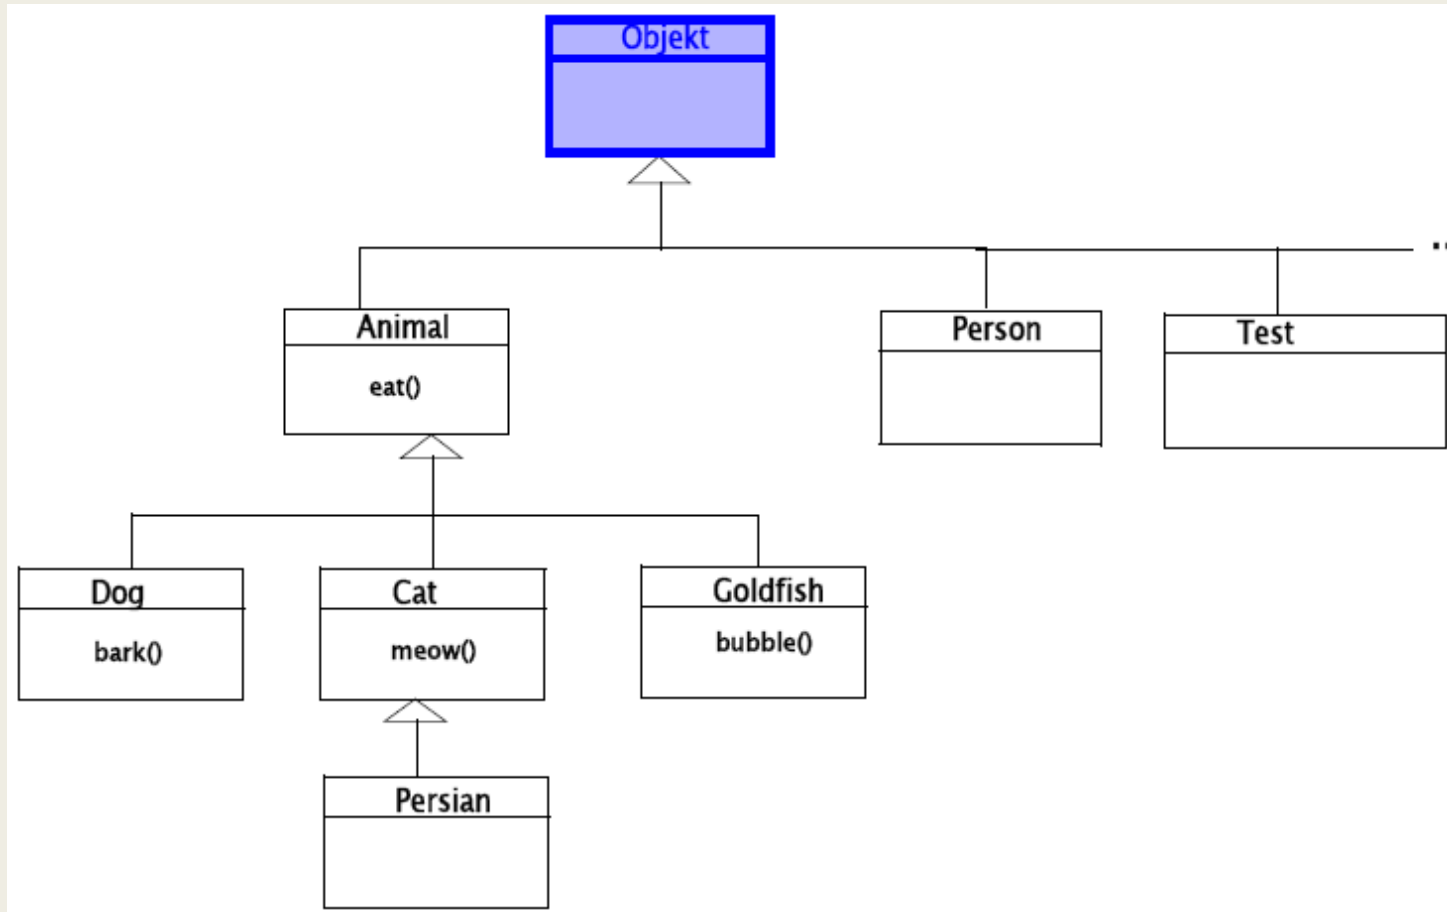 Objekt
..
Animal
eat()
Person
Test
Dog
bark()
Cat
meow()
Goldfish
bubble()
Persian